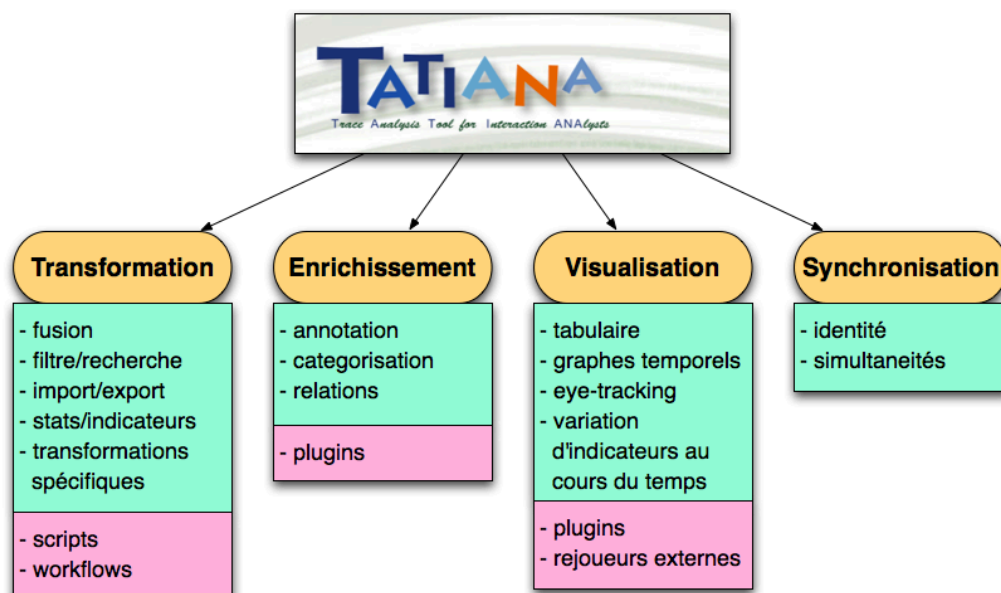 TATIANA
Trace Analysis Tool for Interaction ANAlysts
Transformation
- fusion
- filtre/recherche
- import/export
- stats/indicateurs
- transformations
spécifiques
- scripts
- workflows
Enrichissement
- annotation
- categorisation
- relations
- plugins
Visualisation
- tabulaire
- graphes temporels
- eye-tracking
- variation
d'indicateurs au
cours du temps
- plugins
- rejoueurs externes
Synchronisation
- identité
- simultaneités